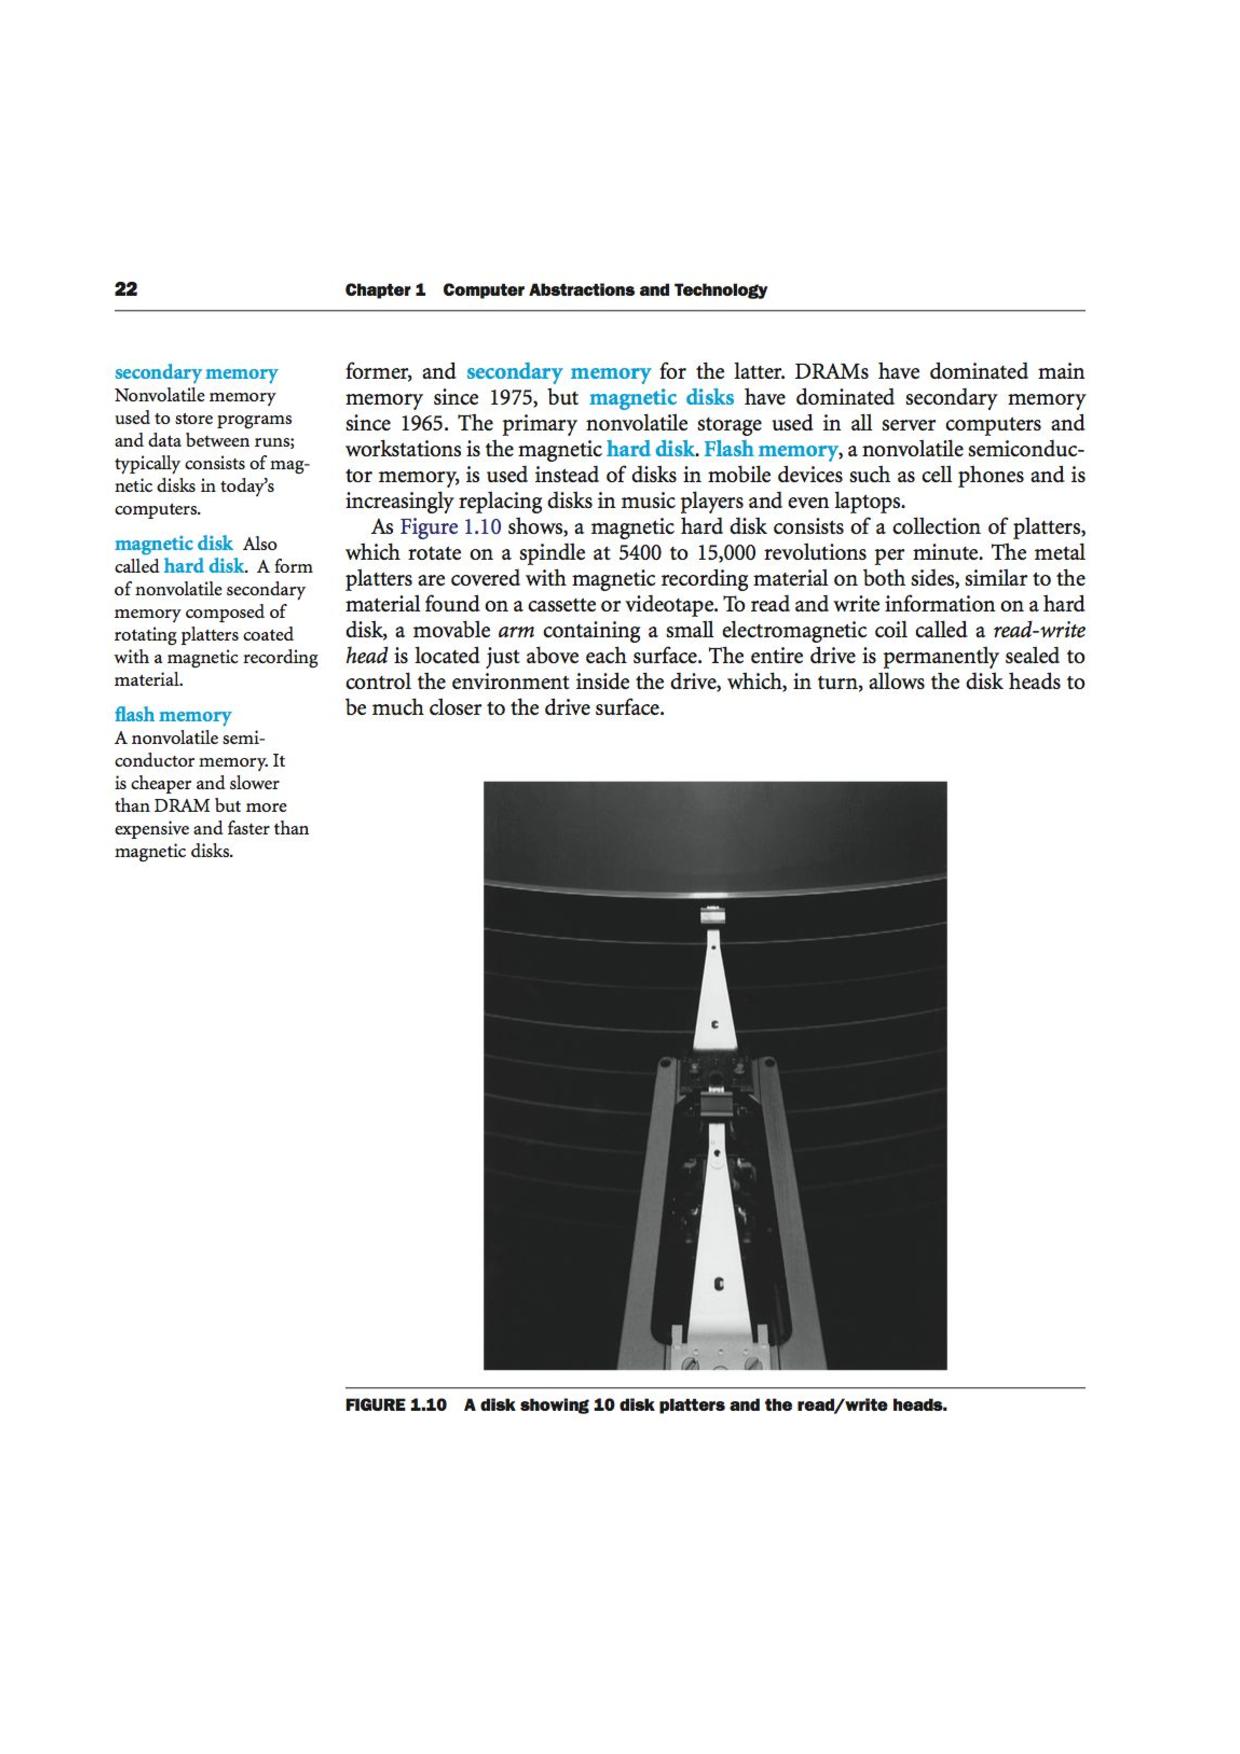 22
Chapter 1 Computer Abstractions and Technology
secondary memory
Nonvolatile memory
used to store programs
and data between runs;
typically consists of mag-
netic disks in today's
computers.
magnetic disk Also
called hard disk. A form
of nonvolatile secondary
memory composed of
rotating platters coated
with a magnetic recording
material.
flash memory
A nonvolatile semi-
conductor memory. It
is cheaper and slower
than DRAM but more
expensive and faster than
magnetic disks.
former, and secondary memory for the latter. DRAMs have dominated main
memory since 1975, but magnetic disks have dominated secondary memory
since 1965. The primary nonvolatile storage used in all server computers and
workstations is the magnetic hard disk. Flash memory, a nonvolatile semiconduc-
tor memory, is used instead of disks in mobile devices such as cell phones and is
increasingly replacing disks in music players and even laptops.
As Figure 1.10 shows, a magnetic hard disk consists of a collection of platters,
which rotate on a spindle at 5400 to 15,000 revolutions per minute. The metal
platters are covered with magnetic recording material on both sides, similar to the
material found on a cassette or videotape. To read and write information on a hard
disk, a movable arm containing a small electromagnetic coil called a read-write
head is located just above each surface. The entire drive is permanently sealed to
control the environment inside the drive, which, in turn, allows the disk heads to
be much closer to the drive surface.
FIGURE 1.10 A disk showing 10 disk platters and the read/write heads.